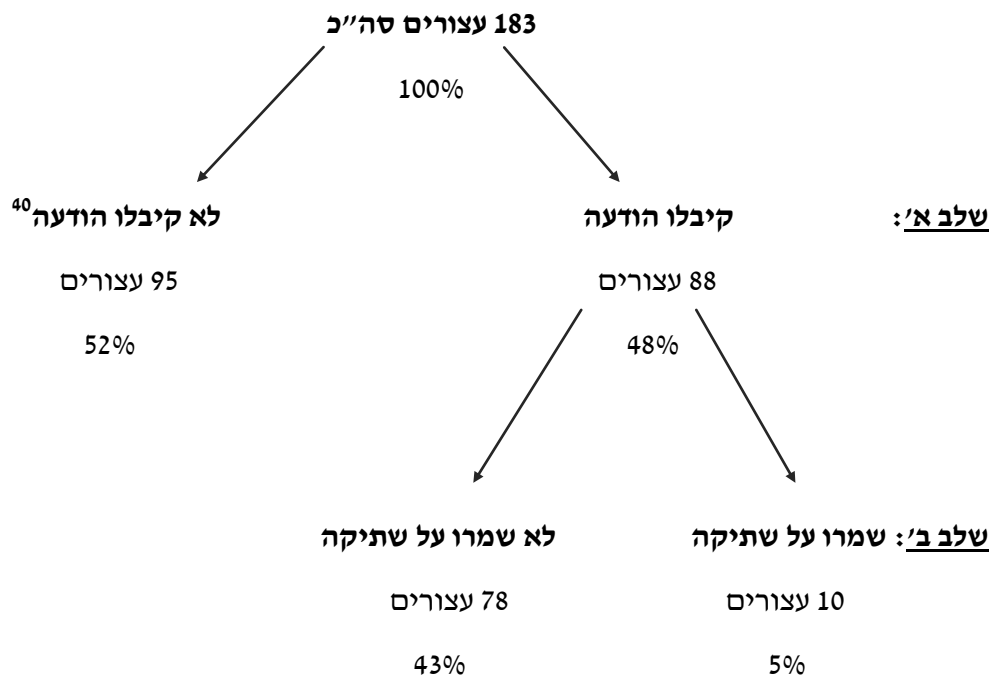 183 עצורים סה״כ
100%
שלב א׳: קיבלו הודעה לא קיבלו הודעה40
88 עצורים 95 עצורים
48% 52%
שלב ב׳: שמרו על שתיקה לא שמרו על שתיקה
10 עצורים 78 עצורים
5% 43%